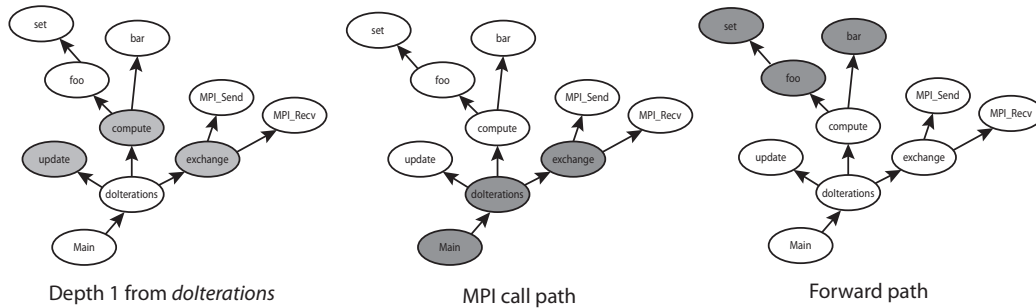 set
bar
foo
MPI_Send
MPI_Recv
compute
update
exchange
doIterations
Main
Depth 1 from doIterations
set
bar
foo
MPI_Send
MPI_Recv
compute
update
exchange
doIterations
Main
MPI call path
set
bar
foo
MPI_Send
MPI_Recv
compute
update
exchange
doIterations
Main
Forward path